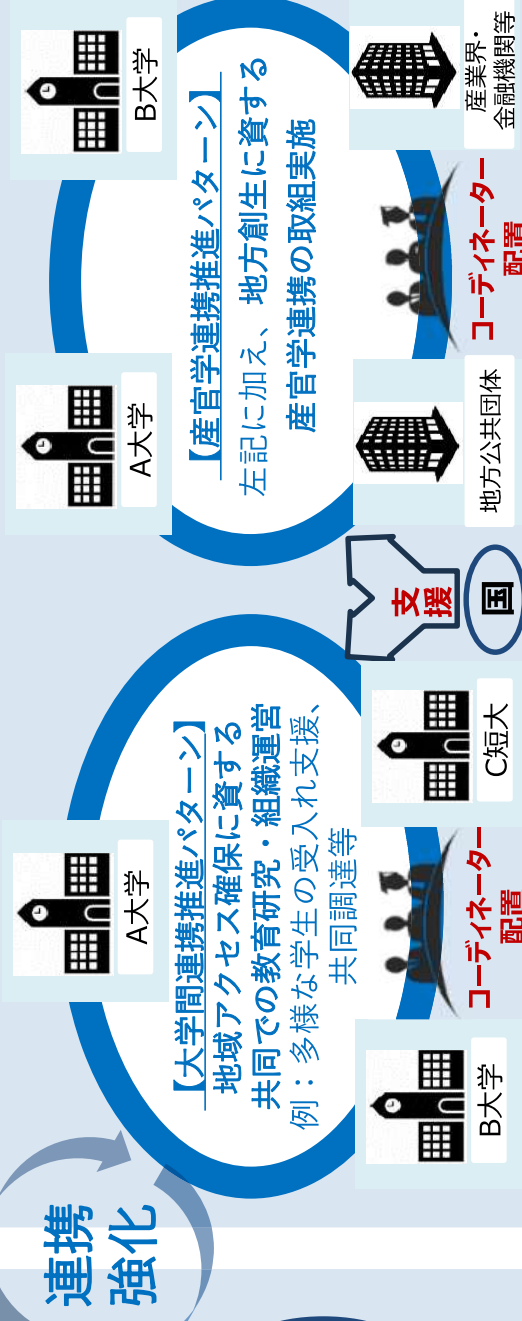 連携
強化
A大学
【大学間連携推進パターン】
地域アクセス確保に資する
共同での教育研究・組織運営
例：多様な学生の受入れ支援、
共同調達等
B大学
コーディネーター
配置
C短大
支援
国
A大学
B大学
【産官学連携推進パターン】
左記に加え、地方創生に資する
産官学連携の取組実施
地方公共団体
コーディネーター
配置
産業界・
金融機関等